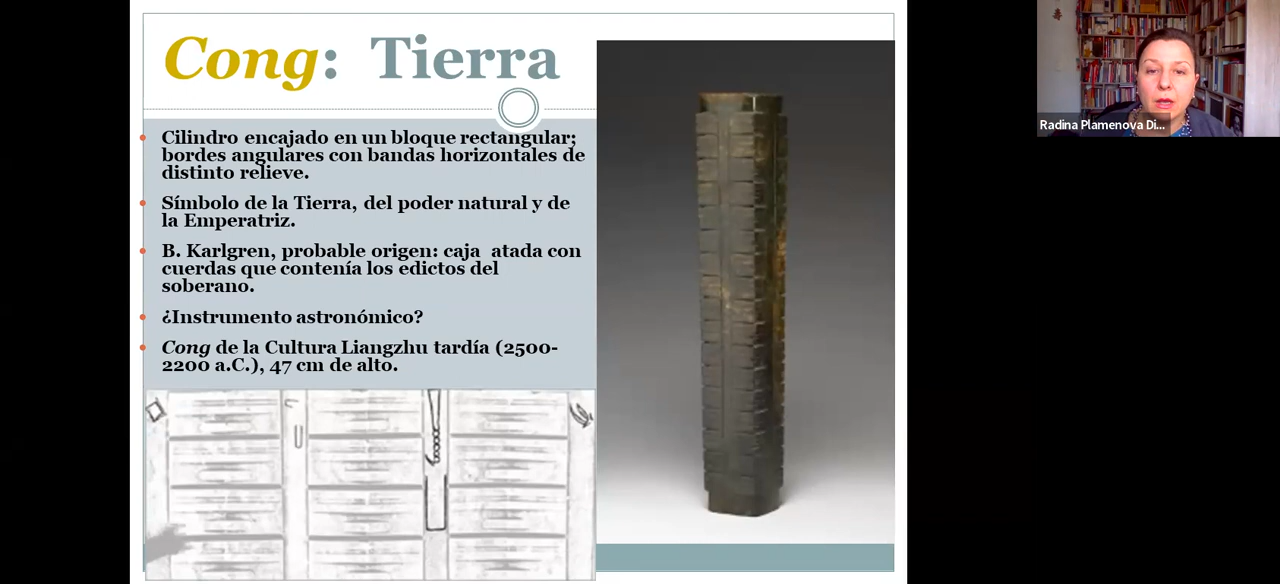 Cong: Tierra
Cilindro encajado en un bloque rectangular;
bordes angulares con bandas horizontales de
distinto relieve.
Símbolo de la Tierra, del poder natural y de
la Emperatriz.
B. Karlgren, probable origen: caja atada con
cuerdas que contenía los edictos del
soberano.
¿Instrumento astronómico?
Cong de la Cultura Liangzhu tardía (2500-
2200 a.C.), 47 cm de alto.
Radina Plamenova Di...